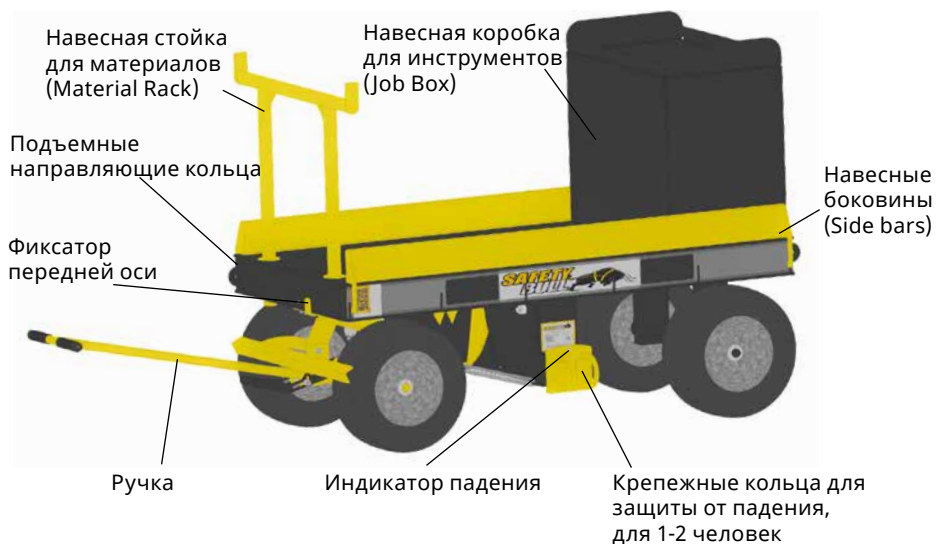 Навесная стойка
для материалов
(Material Rack)
Навесная коробка
для инструментов
(Job Box)
Подъемные
направляющие кольца
Навесные
боковины
(Side bars)
Фиксатор
передней оси
SAFETY
BULL
Ручка
Индикатор падения
Крепежные кольца для
защиты от падения,
для 1-2 человек